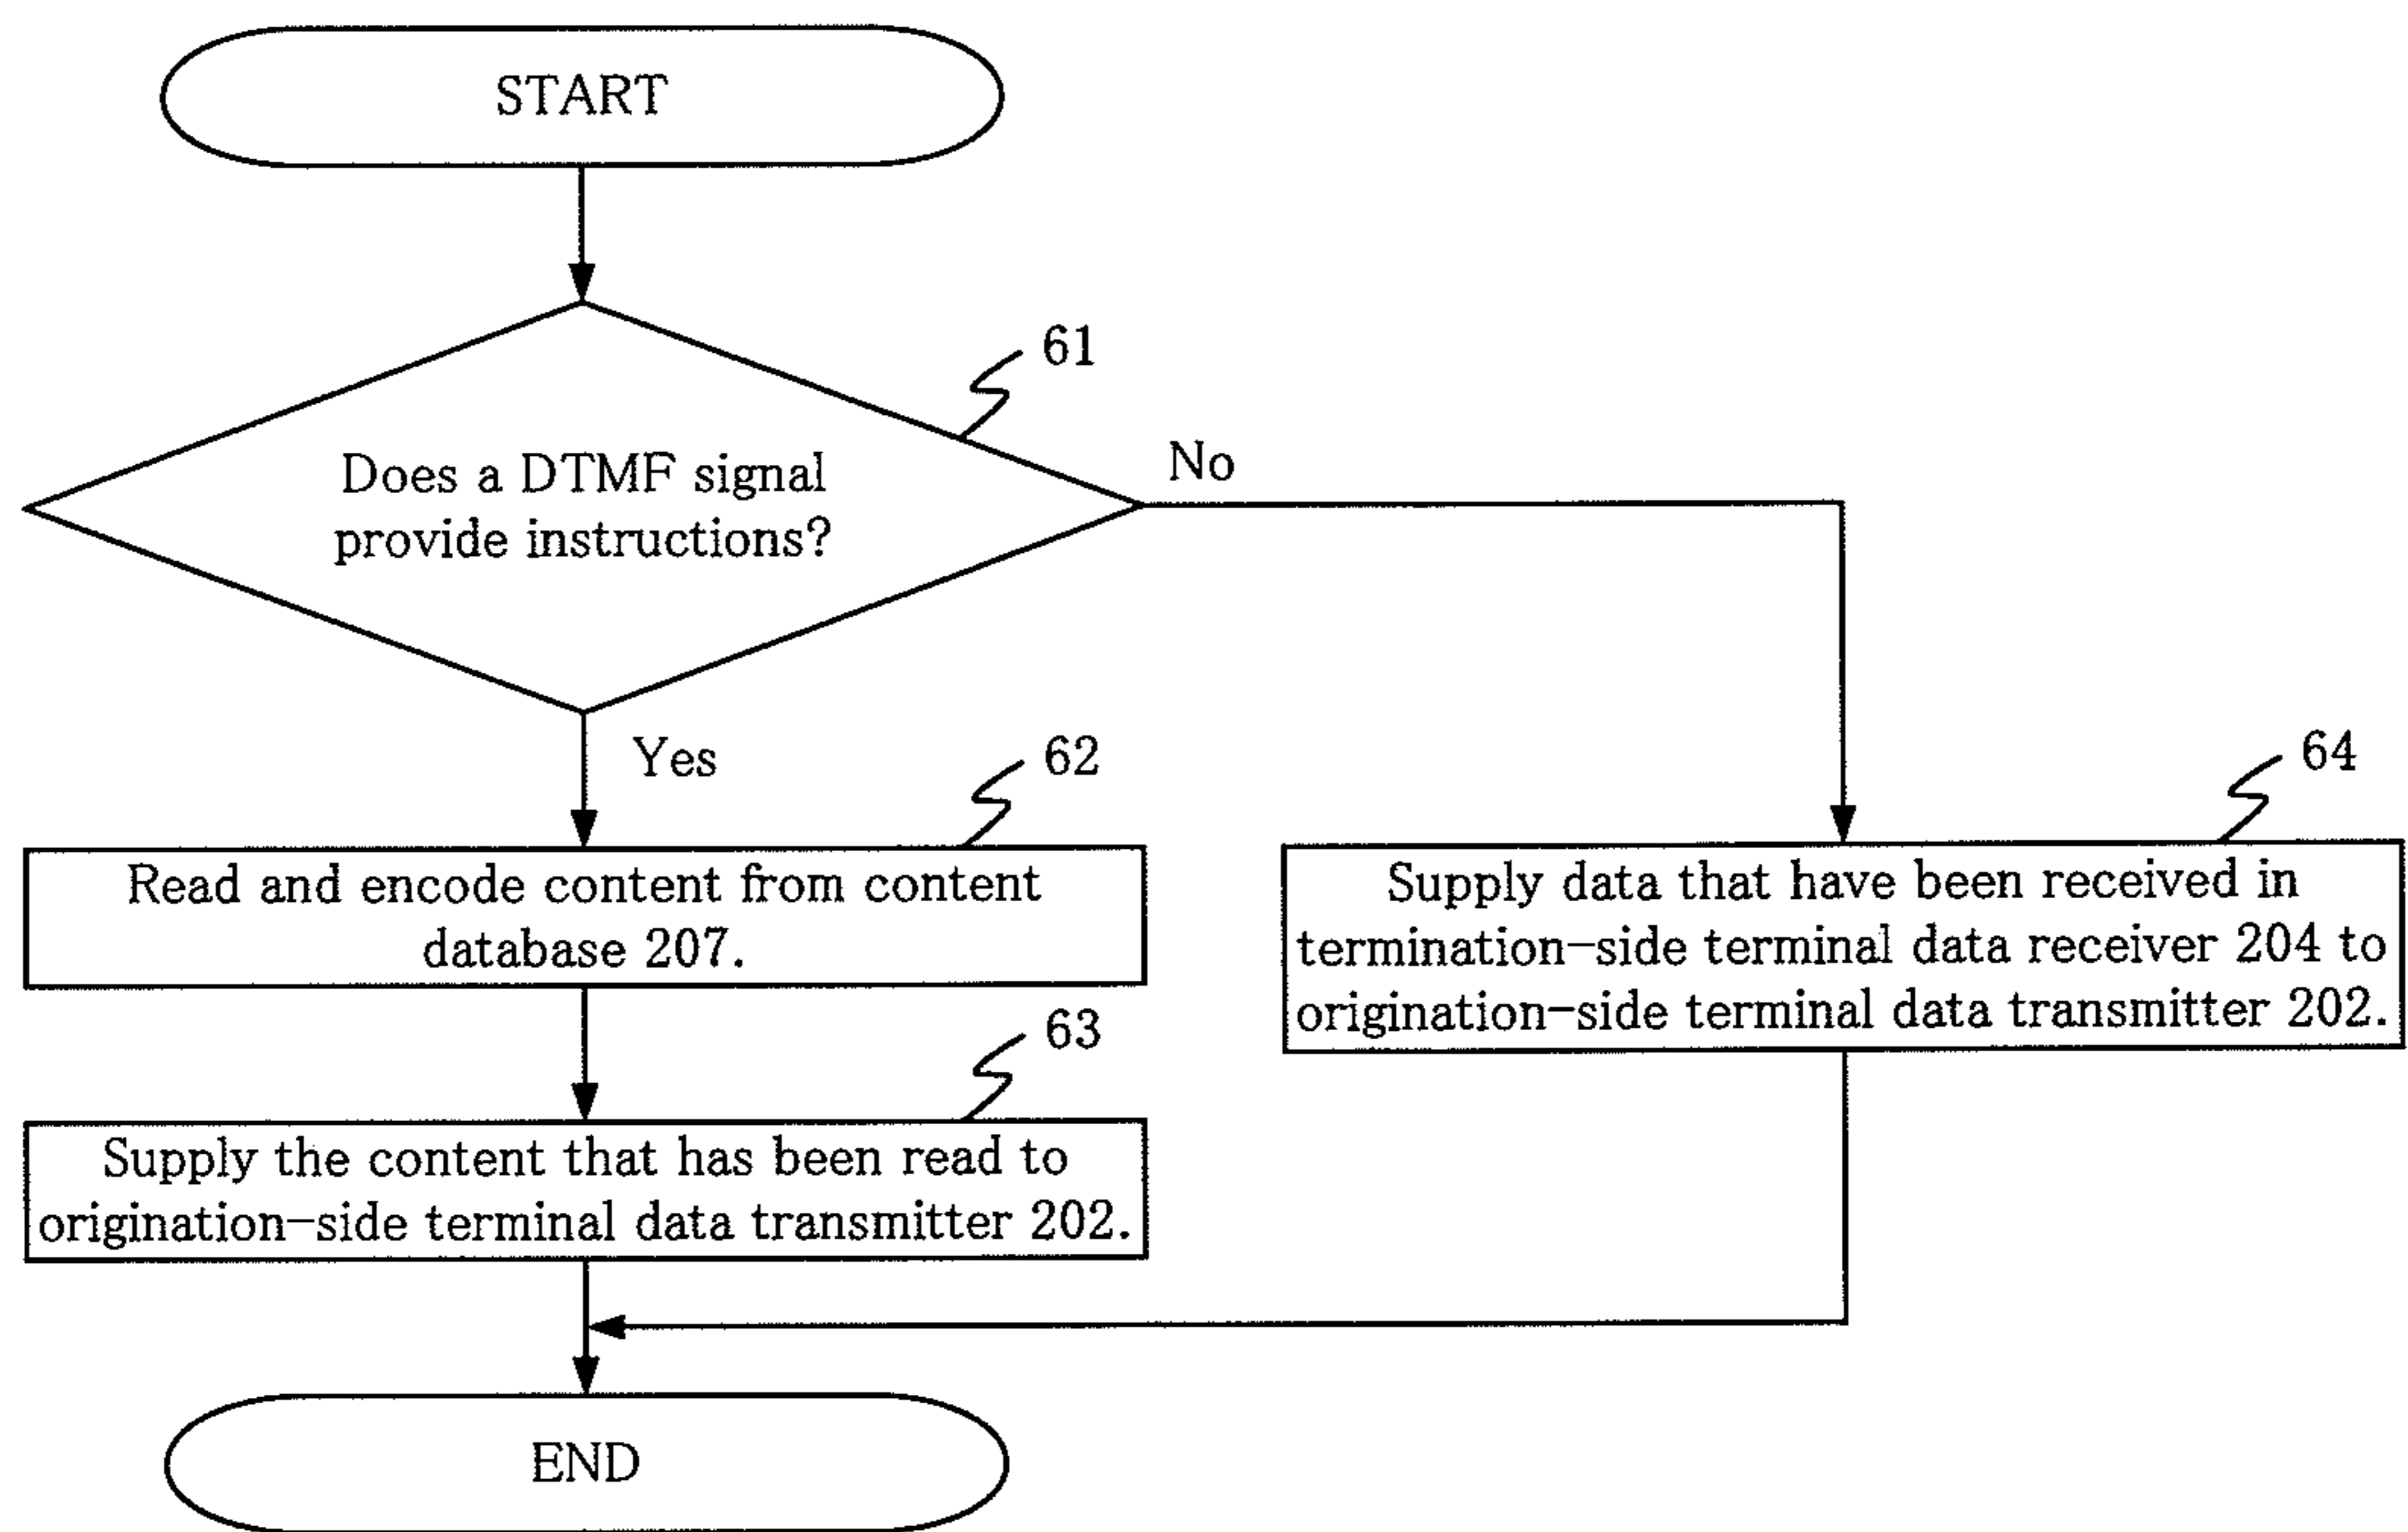 START
61
Does a DTMF signal
provide instructions?
No
Yes
62
Read and encode content from content
database 207.
64
Supply data that have been received in
termination-side terminal data receiver 204 to
origination-side terminal data transmitter 202.
63
Supply the content that has been read to
origination-side terminal data transmitter 202.
END